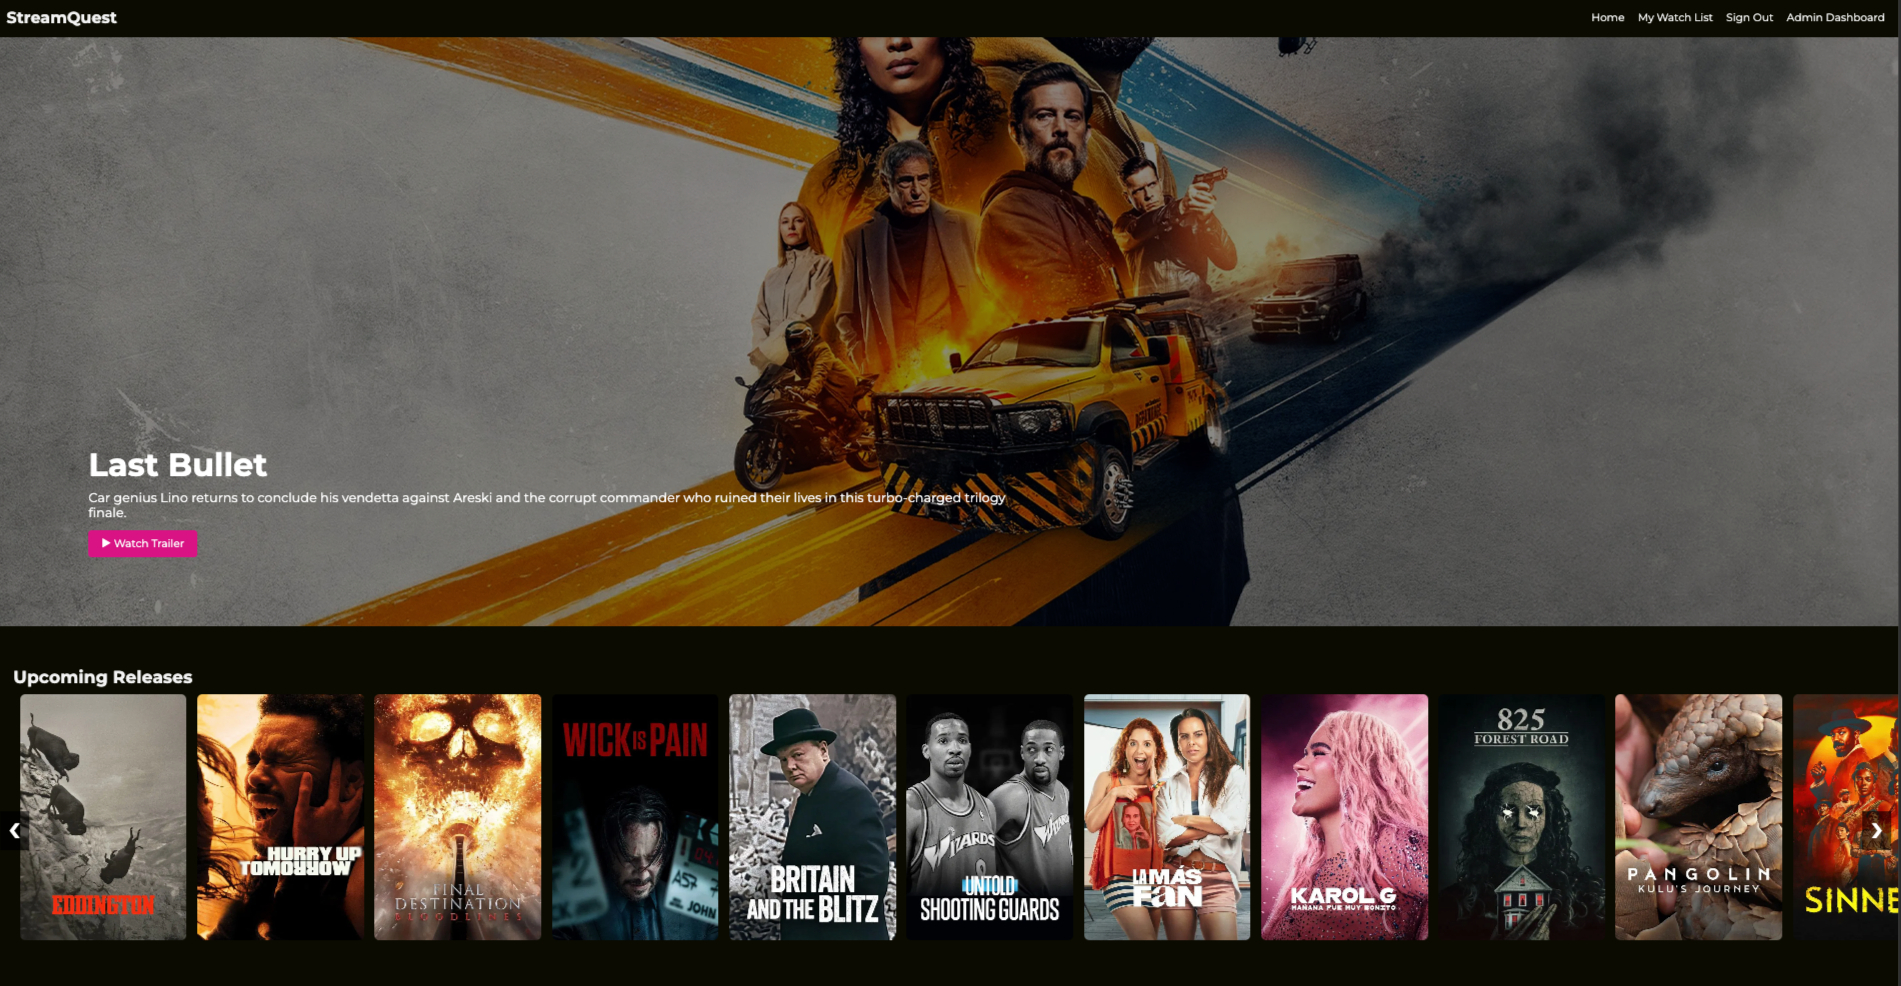 StreamQuest
Home My Watch List Sign Out Admin Dashboard
Last Bullet
Car genius Lino returns to conclude his vendetta against Areski and the corrupt commander who ruined their lives in this turbo-charged trilogy
finale.
Watch Trailer
Upcoming Releases
EDDINGTON
HURRY UP
TOMORROW
FINAL
DESTINATION
BLOODLINES
WICK IS PAIN
A57
JOHN
BRITAIN
AND THE BLITZ
WIZARDS
UNTOLD
SHOOTING GUARDS
LA MÁS
FAN
KAROL G
MAÑANA FUE MUY BONITO
825
FOREST ROAD
PANGOLIN
KULU'S JOURNEY
SINNE